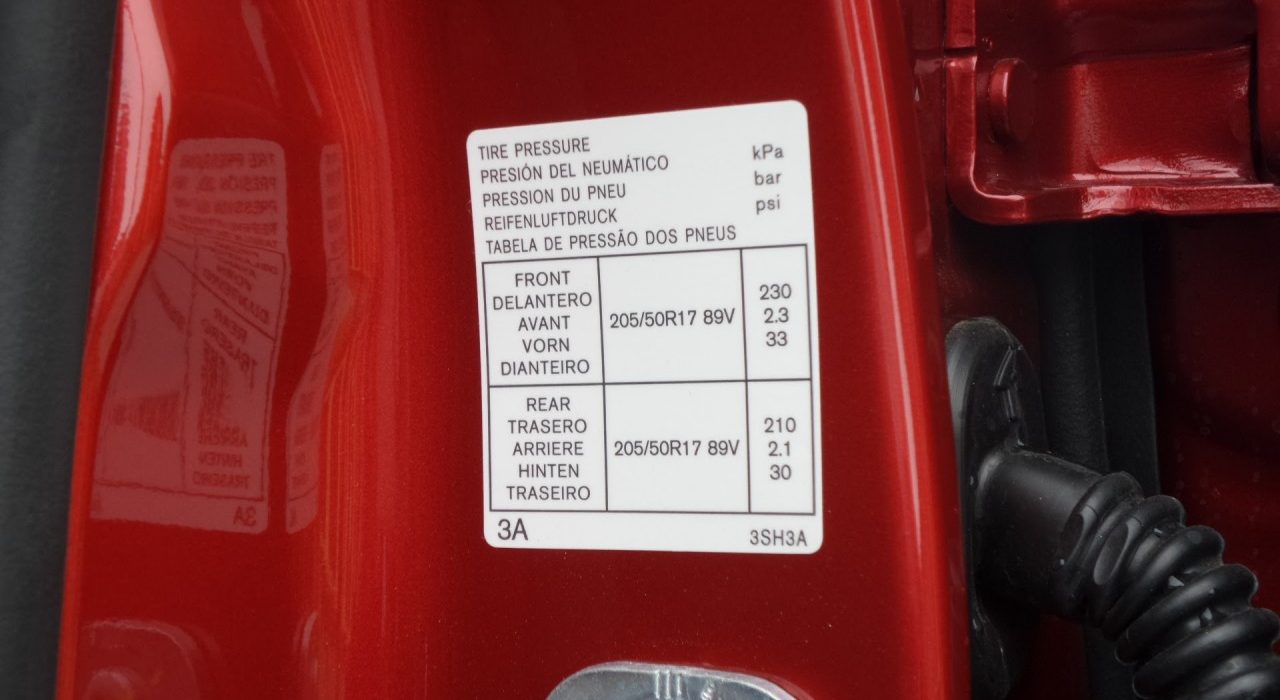 TIRE PRESSURE
PRESIÓN DEL NEUMÁTICO kPa
PRESSION DU PNEU bar
REIFENLUFTDRUCK psi
TABELA DE PRESSÃO DOS PNEUS
FRONT
DELANTERO 230
AVANT 205/50R17 89V 2.3
VORN 33
DIANTEIRO
REAR
TRASERO 210
ARRIERE 205/50R17 89V 2.1
HINTEN 30
TRASEIRO
3A 3SH3A